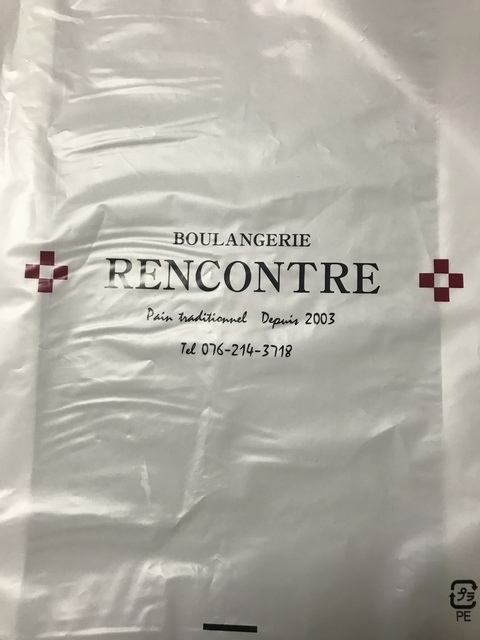 BOULANGERIE
RENCONTRE
Pain traditionnel Depuis 2003
Tel 076-214-3718
プラ
PE